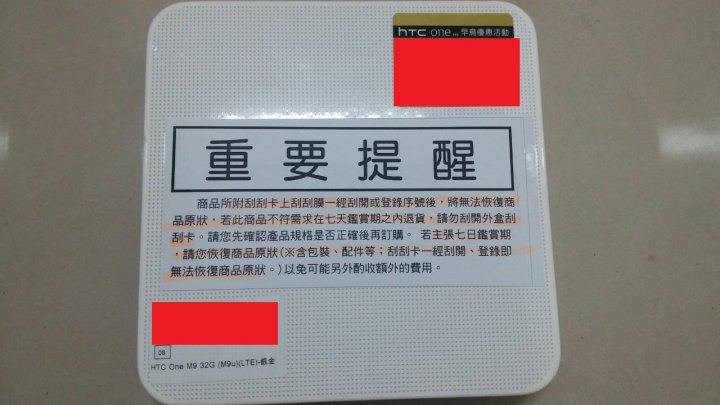 hTC one M9 早鳥優惠活動
重要提醒
商品所附刮刮卡上刮刮膜一經刮開或登錄序號後，將無法恢復商
品原狀，若此商品不符需求在七天鑑賞期之內退貨，請勿刮開外盒刮
刮卡。請您先確認產品規格是否正確後再訂購。 若主張七日鑑賞期
，請您恢復商品原狀(※含包裝、配件等；刮刮卡一經刮開、登錄即
無法恢復商品原狀。)以免可能另外酌收額外的費用。
08
HTC One M9 32G (M9u)(LTE)-銀金